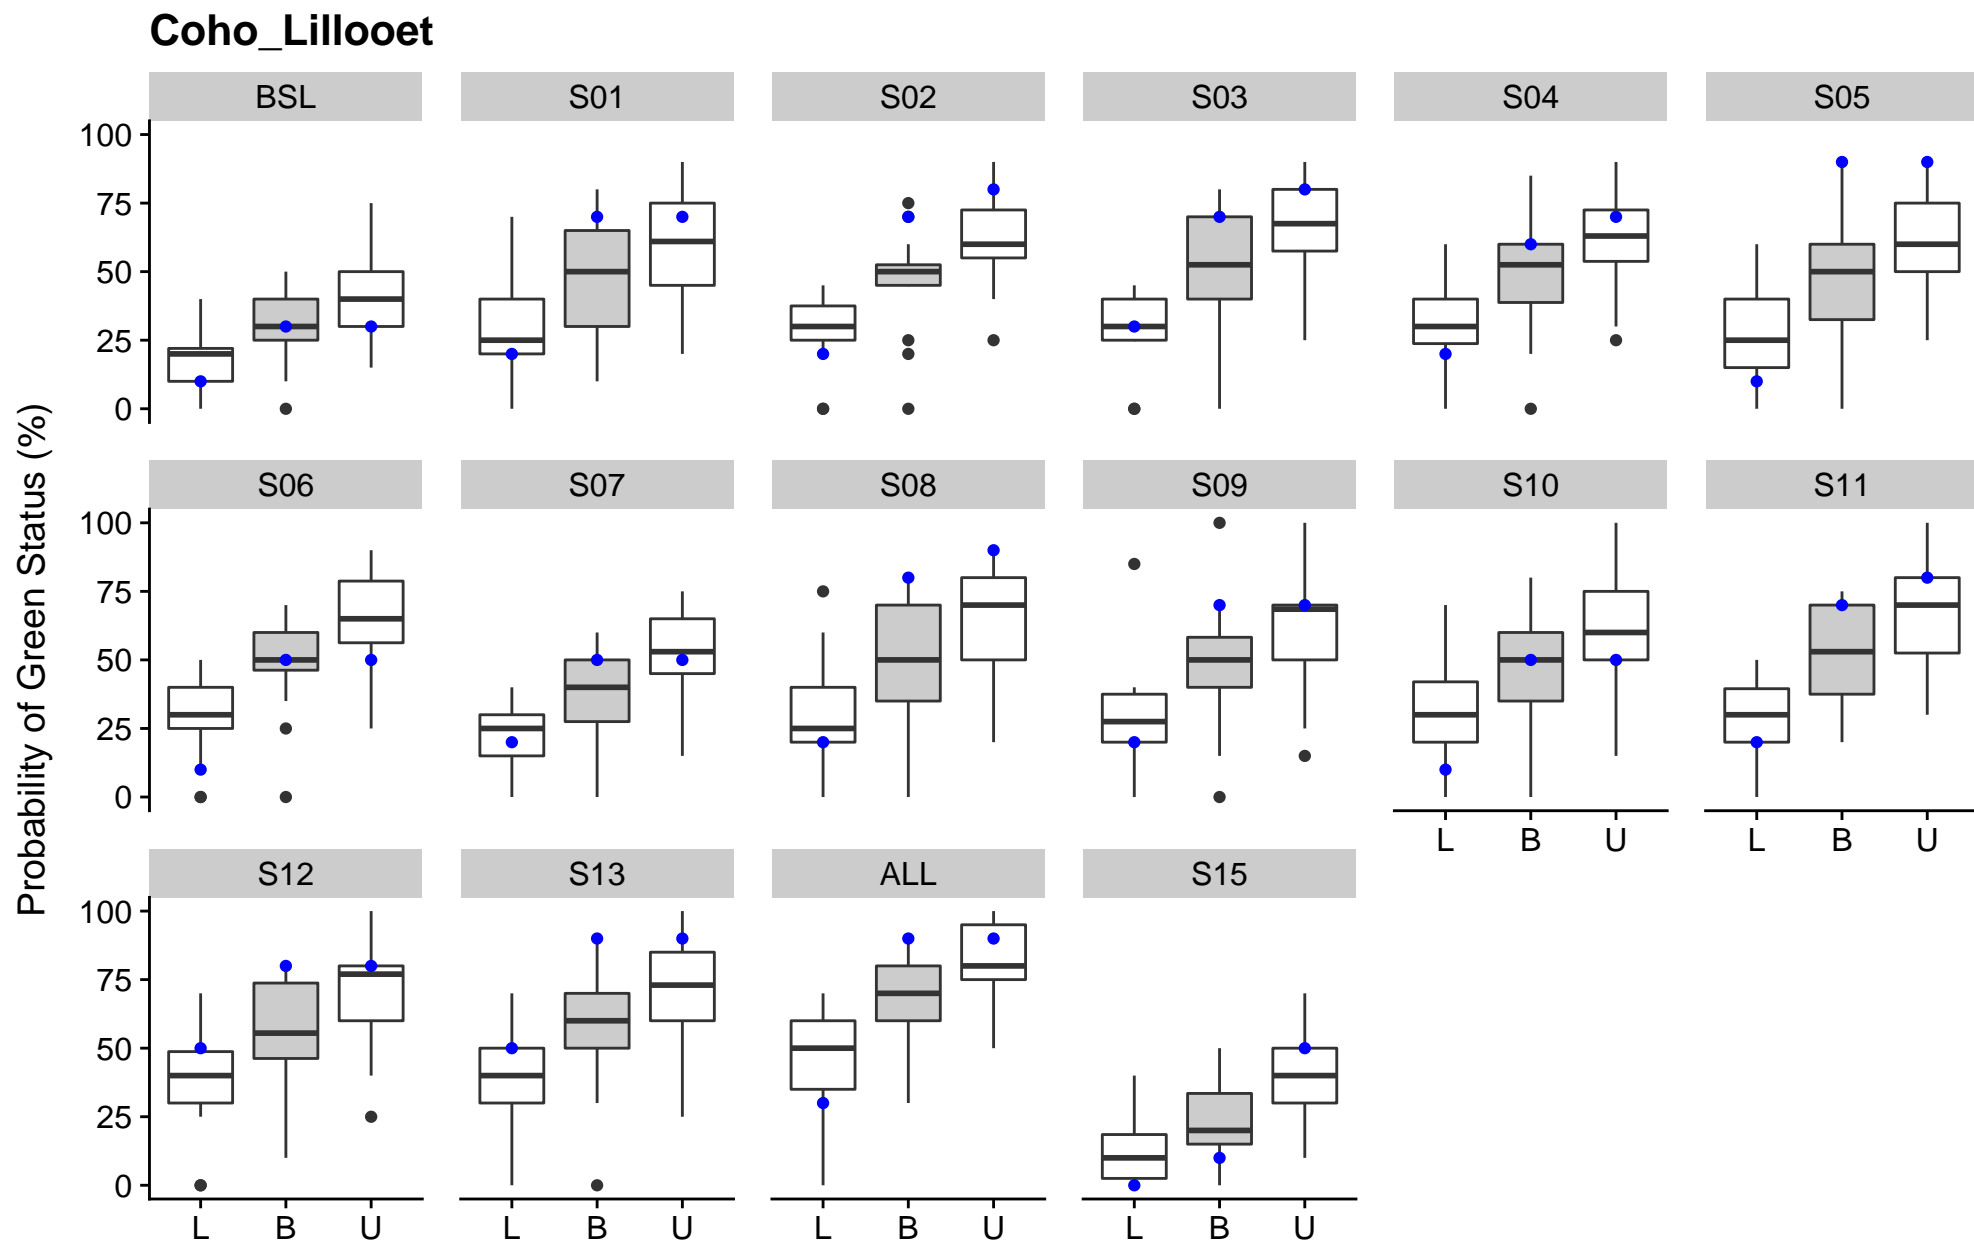 Coho_Lillooet
BSL S01 S02 S03 S04 S05
100
75
50
25
0
S06 S07 S08 S09 S10 S11
100
75
50
25
0
L B U L B U
S12 S13 ALL S15
100
75
50
25
0
L B U L B U L B U L B U
Probability of Green Status (%)